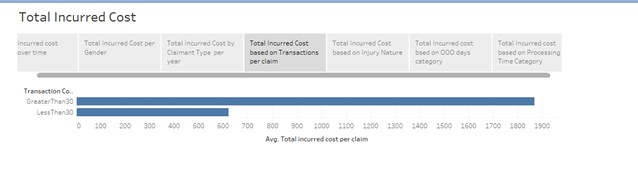 Total Incurred Cost
Incurred cost
over time
Total Incurred Cost per
Gender
Total Incurred Cost by
Claimant Type per
year
Total Incurred Cost
based on Transactions
per claim
Total Incurred Cost
based on Injury Nature
Total Incurred cost
bsed on OOO days
category
Total Incurred cost
based on Processing
Time Category
Transaction Co..
GreaterThan30
LessThan30
0 100 200 300 400 500 600 700 800 900 1000 1100 1200 1300 1400 1500 1600 1700 1800 1900
Avg. Total incurred cost per claim